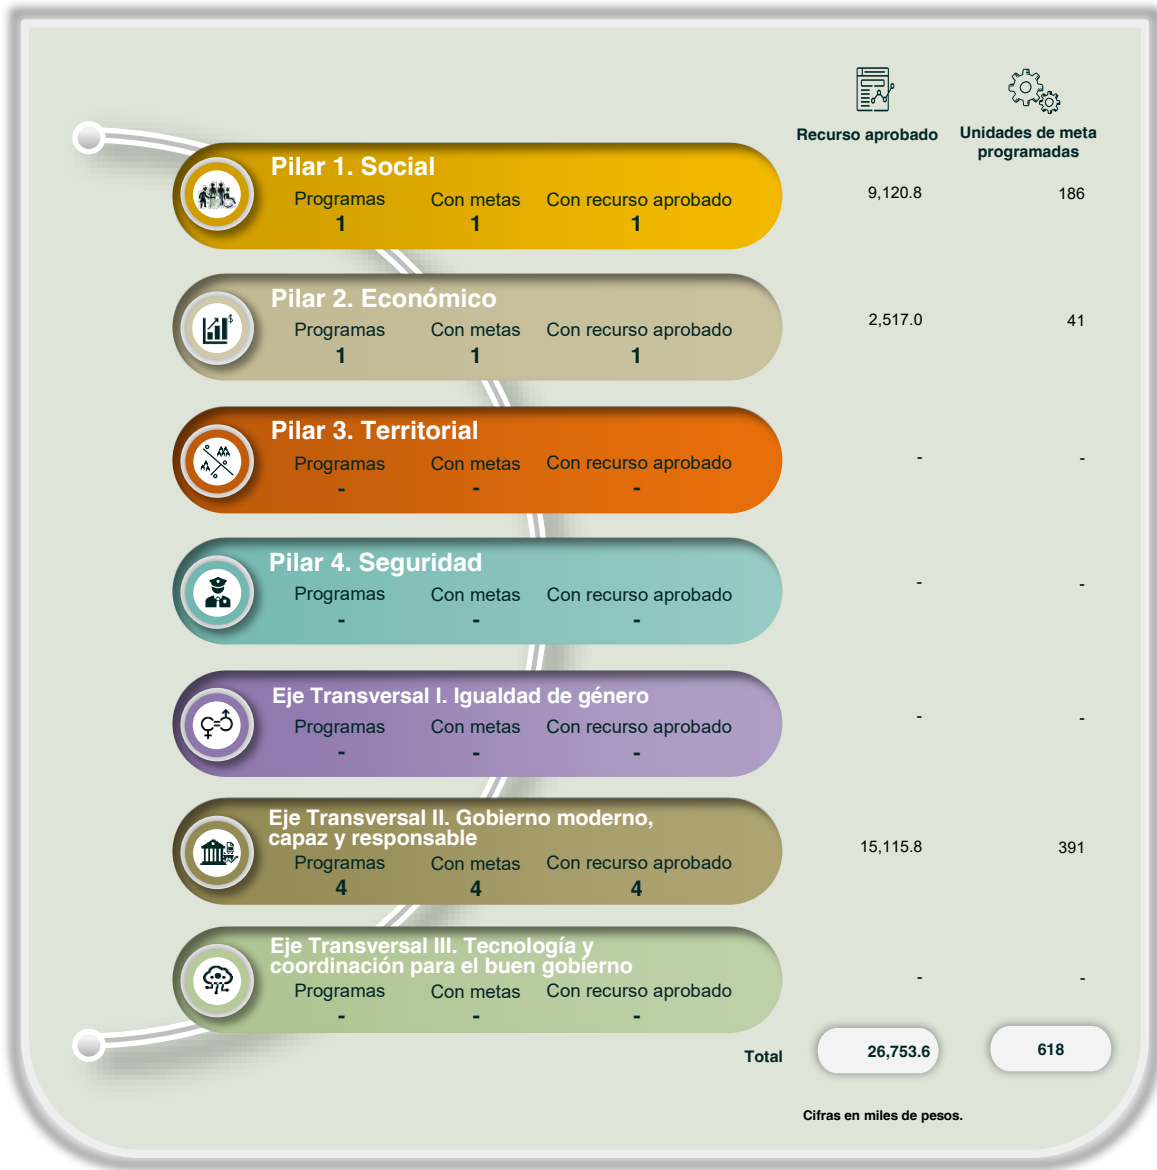 Recurso aprobado
Unidades de meta
programadas
Pilar 1. Social
Programas Con metas Con recurso aprobado
1 1 1
9,120.8 186
Pilar 2. Económico
Programas Con metas Con recurso aprobado
1 1 1
2,517.0 41
Pilar 3. Territorial
Programas Con metas Con recurso aprobado
- - -
- -
Pilar 4. Seguridad
Programas Con metas Con recurso aprobado
- - -
- -
Eje Transversal I. Igualdad de género
Programas Con metas Con recurso aprobado
- - -
- -
Eje Transversal II. Gobierno moderno,
capaz y responsable
Programas Con metas Con recurso aprobado
4 4 4
15,115.8 391
Eje Transversal III. Tecnología y
coordinación para el buen gobierno
Programas Con metas Con recurso aprobado
- - -
- -
Total 26,753.6 618
Cifras en miles de pesos.